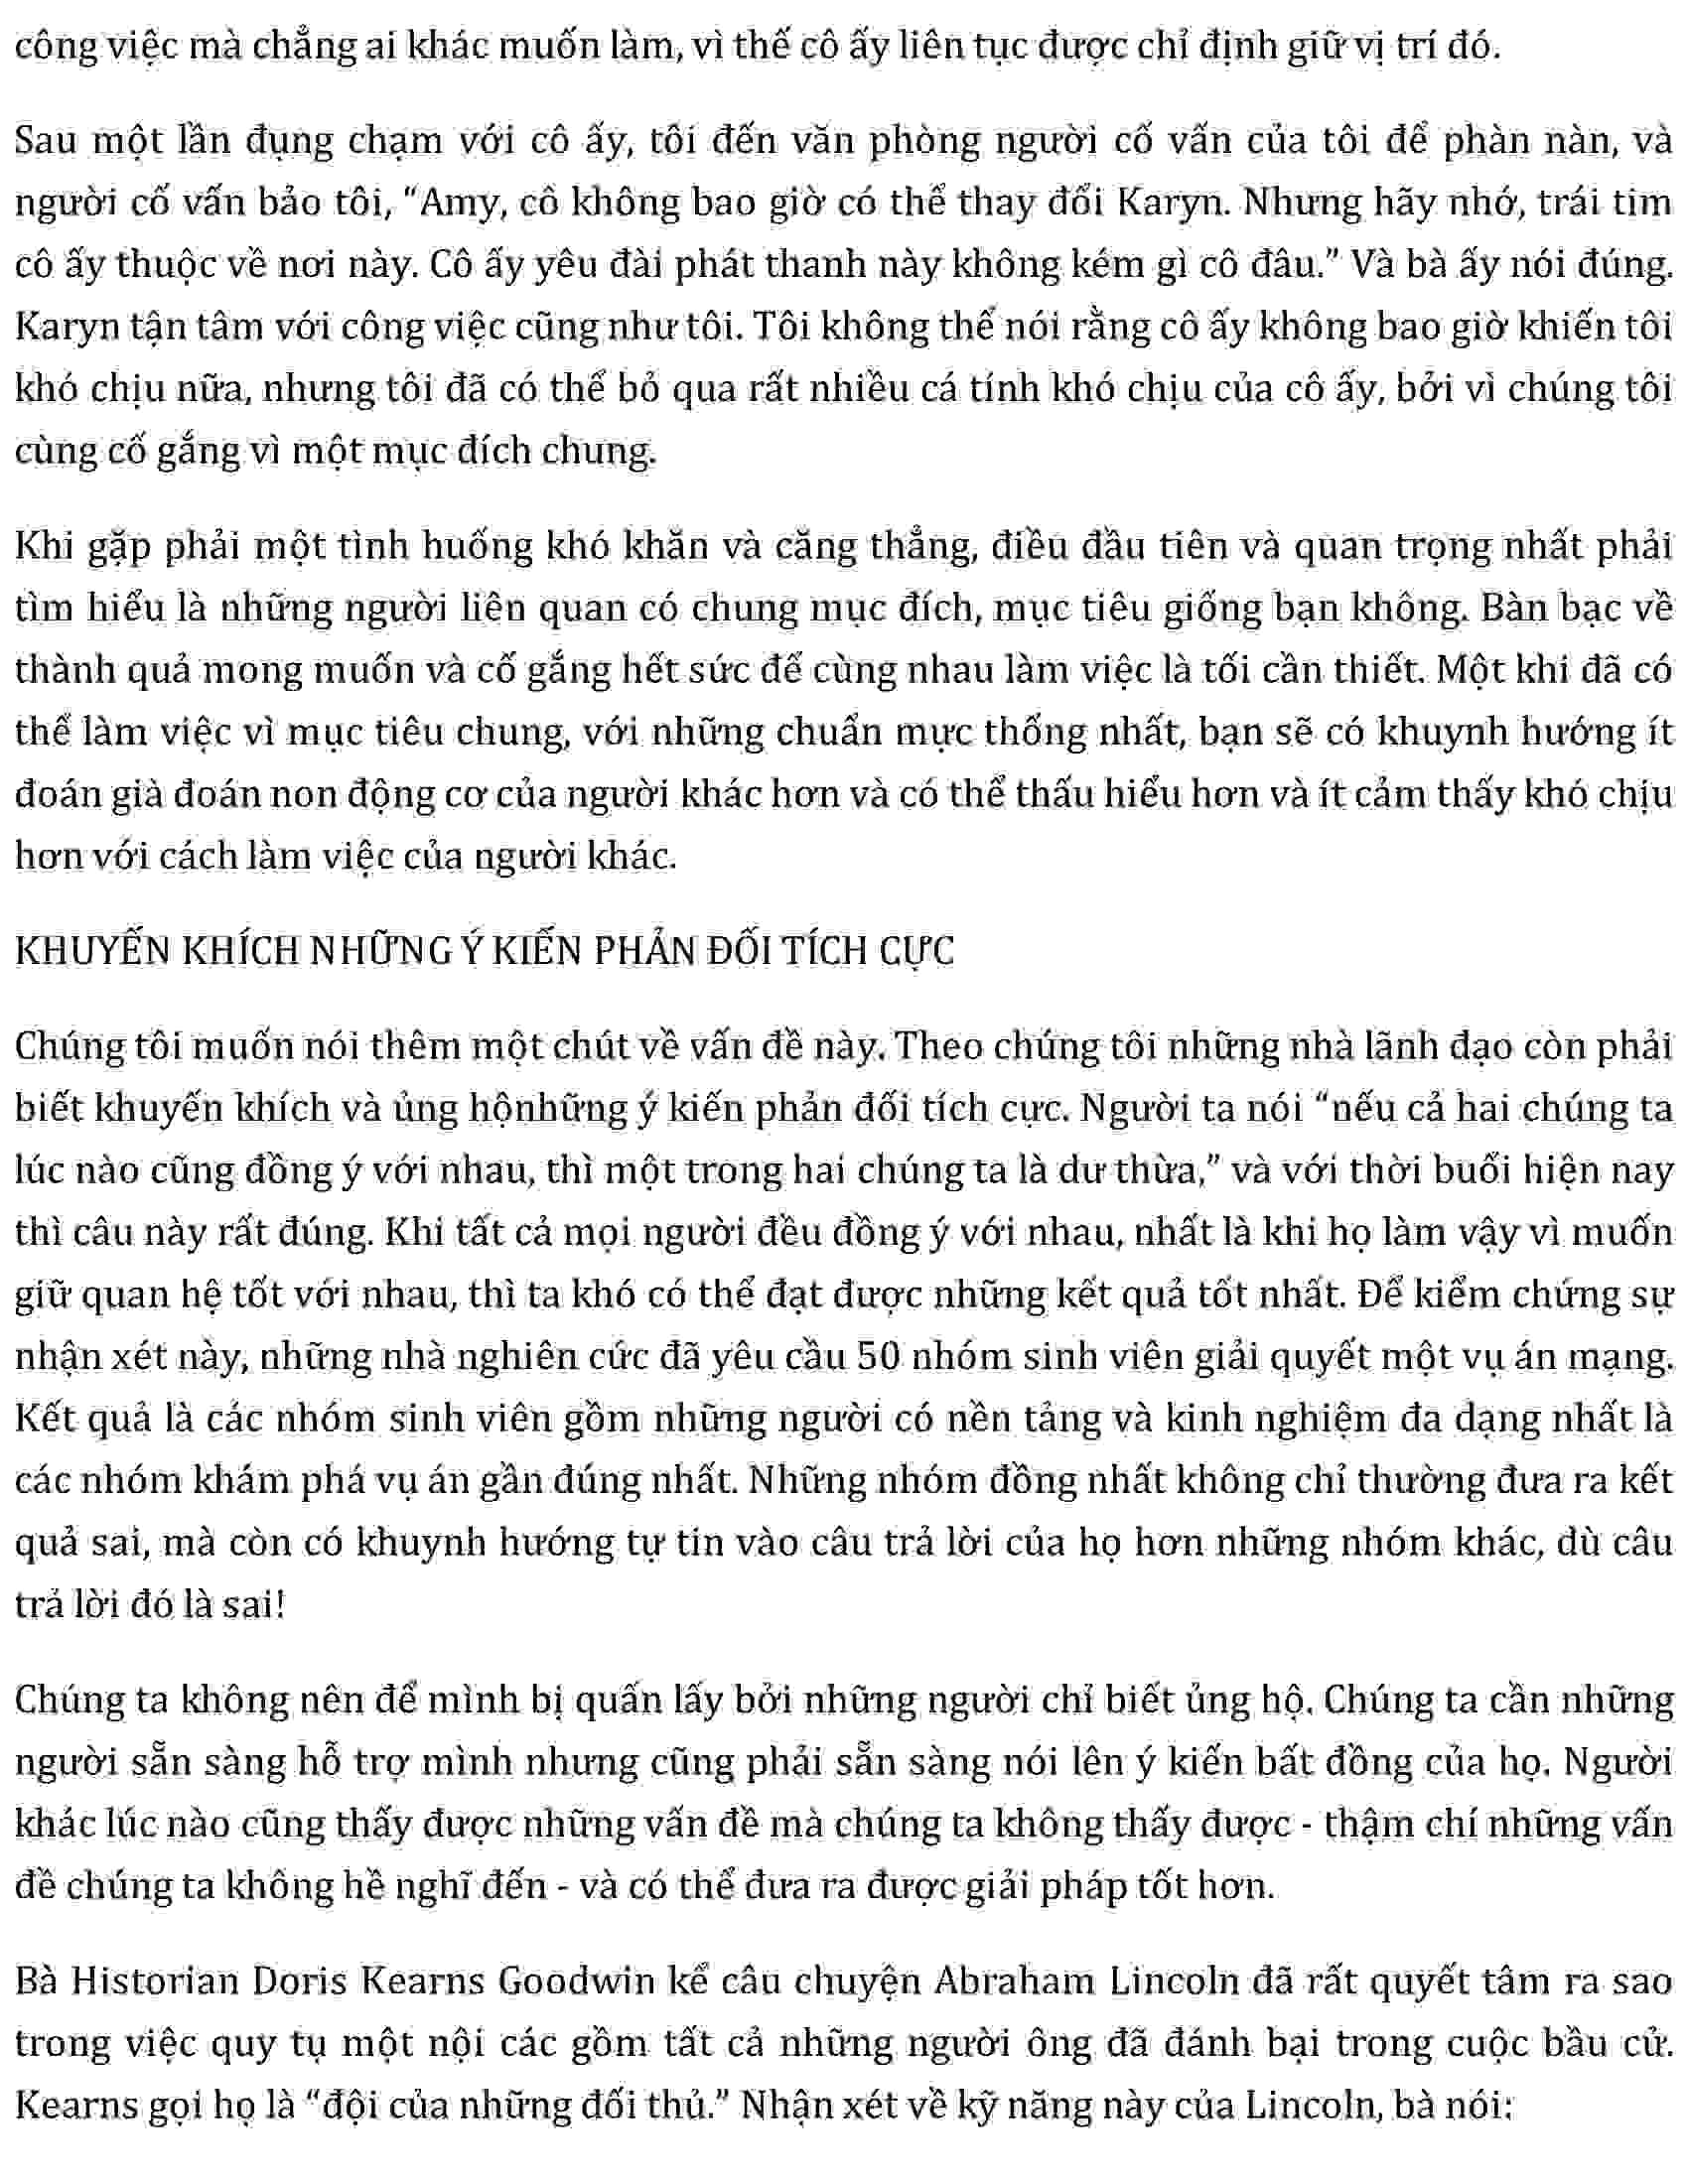 công việc mà chẳng ai khác muốn làm, vì thế cô ấy liên tục được chỉ định giữ vị trí đó.
Sau một lần đụng chạm với cô ấy, tôi đến văn phòng người cố vấn của tôi để phàn nàn, và
người cố vấn bảo tôi, “Amy, cô không bao giờ có thể thay đổi Karyn. Nhưng hãy nhớ, trái tim
cô ấy thuộc về nơi này. Cô ấy yêu đài phát thanh này không kém gì cô đâu.” Và bà ấy nói đúng.
Karyn tận tâm với công việc cũng như tôi. Tôi không thể nói rằng cô ấy không bao giờ khiến tôi
khó chịu nữa, nhưng tôi đã có thể bỏ qua rất nhiều cá tính khó chịu của cô ấy, bởi vì chúng tôi
cùng cố gắng vì một mục đích chung.
Khi gặp phải một tình huống khó khăn và căng thẳng, điều đầu tiên và quan trọng nhất phải
tìm hiểu là những người liên quan có chung mục đích, mục tiêu giống bạn không. Bàn bạc về
thành quả mong muốn và cố gắng hết sức để cùng nhau làm việc là tối cần thiết. Một khi đã có
thể làm việc vì mục tiêu chung, với những chuẩn mực thống nhất, bạn sẽ có khuynh hướng ít
đoán già đoán non động cơ của người khác hơn và có thể thấu hiểu hơn và ít cảm thấy khó chịu
hơn với cách làm việc của người khác.
KHUYẾN KHÍCH NHỮNG Ý KIẾN PHẢN ĐỐI TÍCH CỰC
Chúng tôi muốn nói thêm một chút về vấn đề này. Theo chúng tôi những nhà lãnh đạo còn phải
biết khuyến khích và ủng hộnhững ý kiến phản đối tích cực. Người ta nói “nếu cả hai chúng ta
lúc nào cũng đồng ý với nhau, thì một trong hai chúng ta là dư thừa,” và với thời buổi hiện nay
thì câu này rất đúng. Khi tất cả mọi người đều đồng ý với nhau, nhất là khi họ làm vậy vì muốn
giữ quan hệ tốt với nhau, thì ta khó có thể đạt được những kết quả tốt nhất. Để kiểm chứng sự
nhận xét này, những nhà nghiên cức đã yêu cầu 50 nhóm sinh viên giải quyết một vụ án mạng.
Kết quả là các nhóm sinh viên gồm những người có nền tảng và kinh nghiệm đa dạng nhất là
các nhóm khám phá vụ án gần đúng nhất. Những nhóm đồng nhất không chỉ thường đưa ra kết
quả sai, mà còn có khuynh hướng tự tin vào câu trả lời của họ hơn những nhóm khác, dù câu
trả lời đó là sai!
Chúng ta không nên để mình bị quấn lấy bởi những người chỉ biết ủng hộ. Chúng ta cần những
người sẵn sàng hỗ trợ mình nhưng cũng phải sẵn sàng nói lên ý kiến bất đồng của họ. Người
khác lúc nào cũng thấy được những vấn đề mà chúng ta không thấy được - thậm chí những vấn
đề chúng ta không hề nghĩ đến - và có thể đưa ra được giải pháp tốt hơn.
Bà Historian Doris Kearns Goodwin kể câu chuyện Abraham Lincoln đã rất quyết tâm ra sao
trong việc quy tụ một nội các gồm tất cả những người ông đã đánh bại trong cuộc bầu cử.
Kearns gọi họ là “đội của những đối thủ.” Nhận xét về kỹ năng này của Lincoln, bà nói: